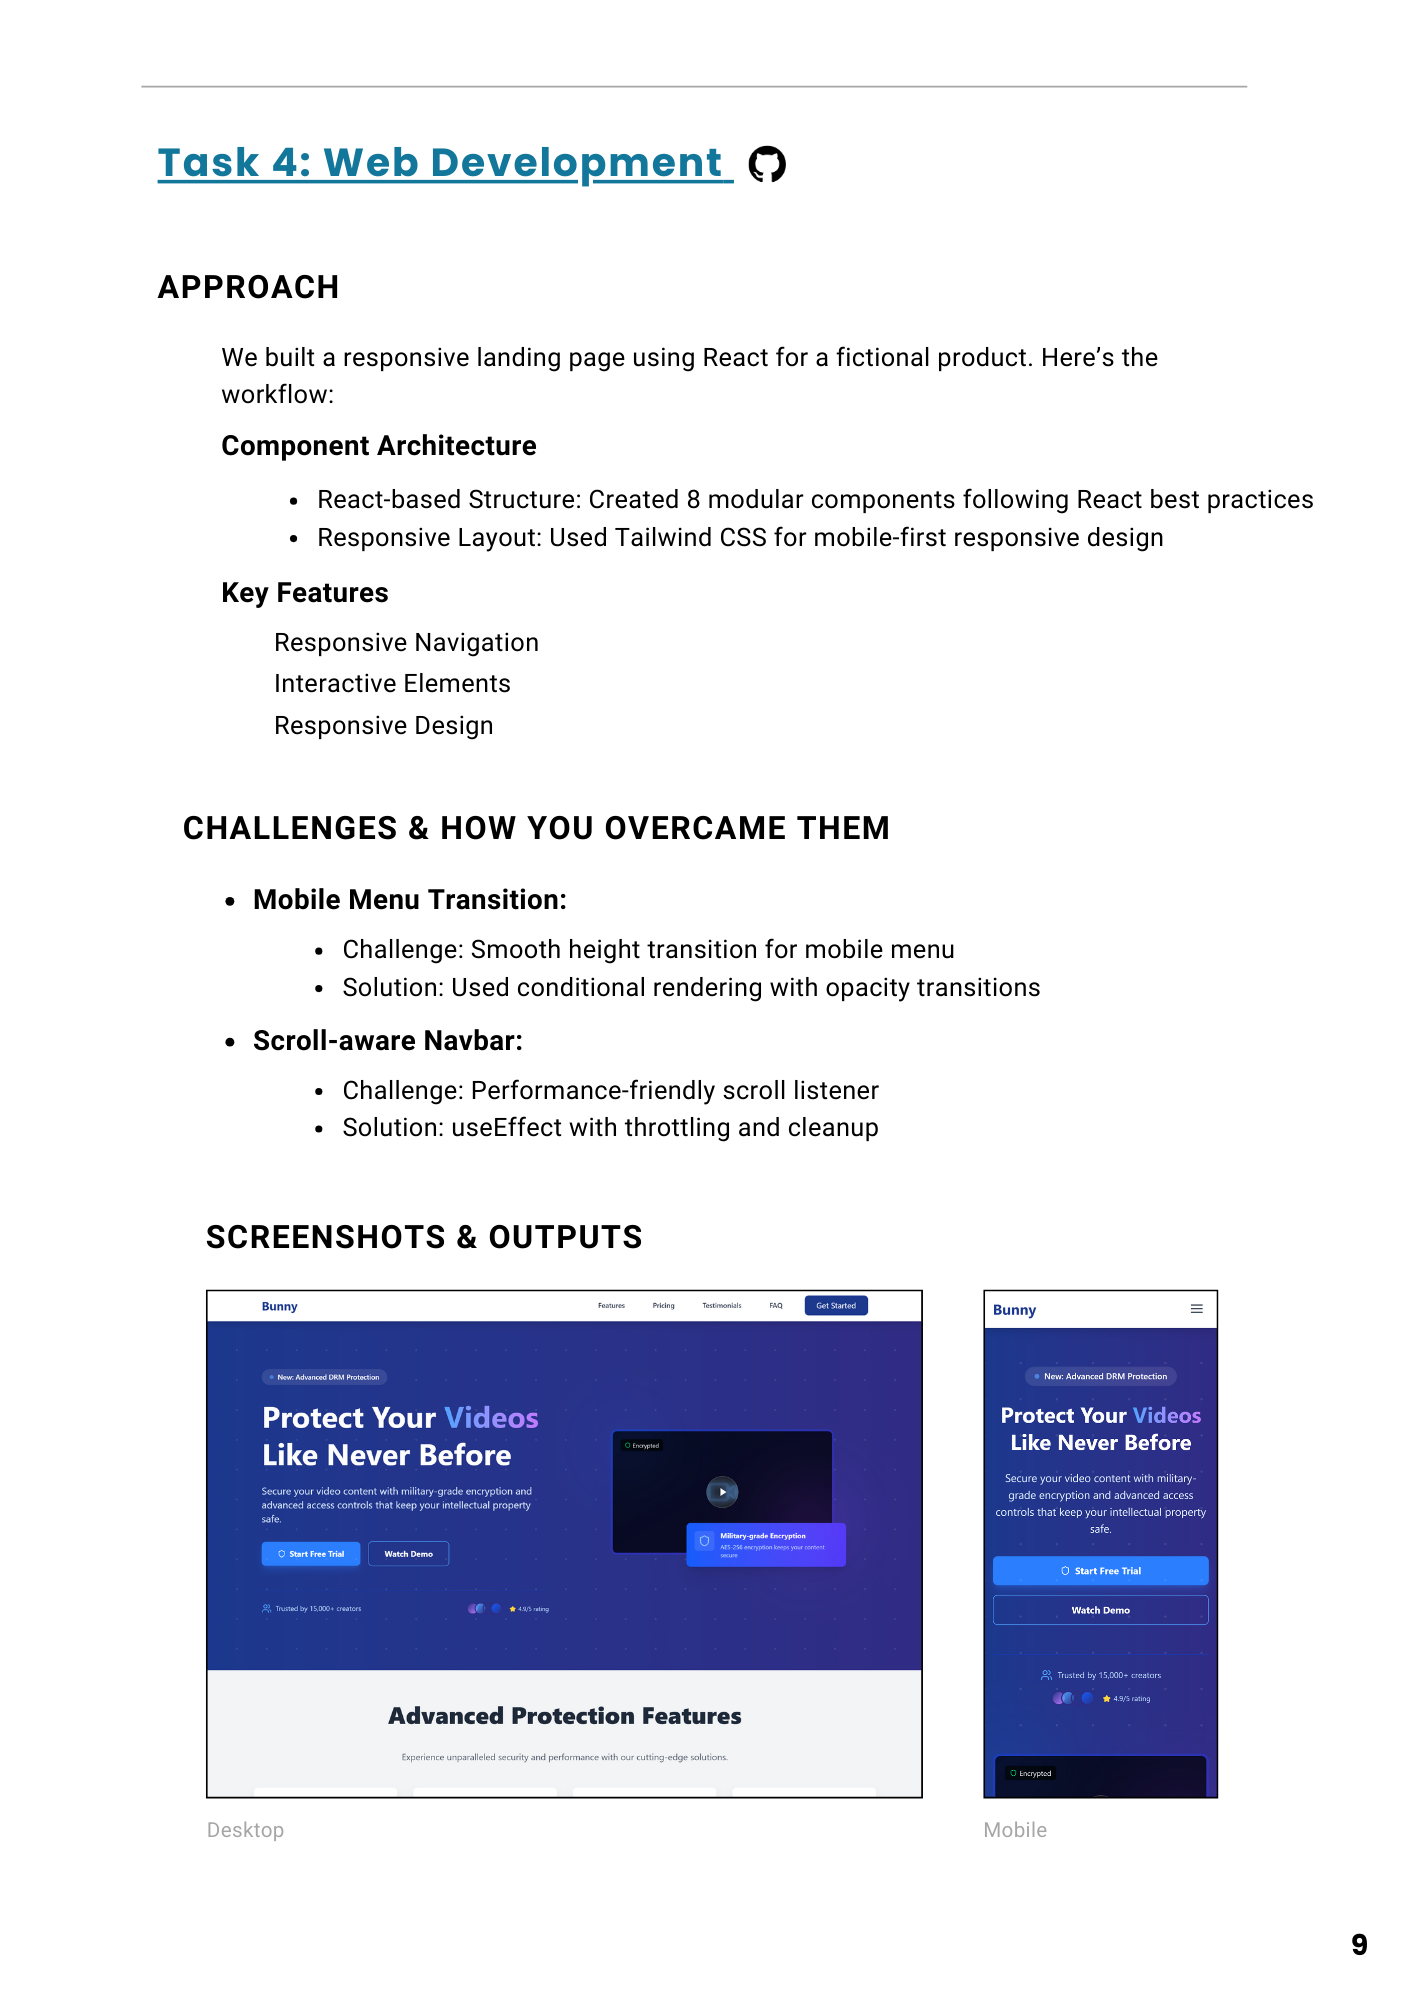 Task 4: Web Development
APPROACH
We built a responsive landing page using React for a fictional product. Here’s the
workflow:
Component Architecture
• React-based Structure: Created 8 modular components following React best practices
• Responsive Layout: Used Tailwind CSS for mobile-first responsive design
Key Features
Responsive Navigation
Interactive Elements
Responsive Design
CHALLENGES & HOW YOU OVERCAME THEM
• Mobile Menu Transition:
• Challenge: Smooth height transition for mobile menu
• Solution: Used conditional rendering with opacity transitions
• Scroll-aware Navbar:
• Challenge: Performance-friendly scroll listener
• Solution: useEffect with throttling and cleanup
SCREENSHOTS & OUTPUTS
Bunny Features Pricing Testimonials FAQ Get Started
New: Advanced DRM Protection
Protect Your Videos
Like Never Before
Secure your video content with military-grade encryption and
advanced access controls that keep your intellectual property
safe.
Start Free Trial Watch Demo
Trusted by 15,000+ creators 4.9/5 rating
Encrypted
Military-grade Encryption
AES-256 encryption keeps your content
secure
Advanced Protection Features
Experience unparalleled security and performance with our cutting-edge solutions.
Desktop
Bunny
New: Advanced DRM Protection
Protect Your Videos
Like Never Before
Secure your video content with military-
grade encryption and advanced access
controls that keep your intellectual property
safe.
Start Free Trial
Watch Demo
Trusted by 15,000+ creators
4.9/5 rating
Encrypted
Mobile
9